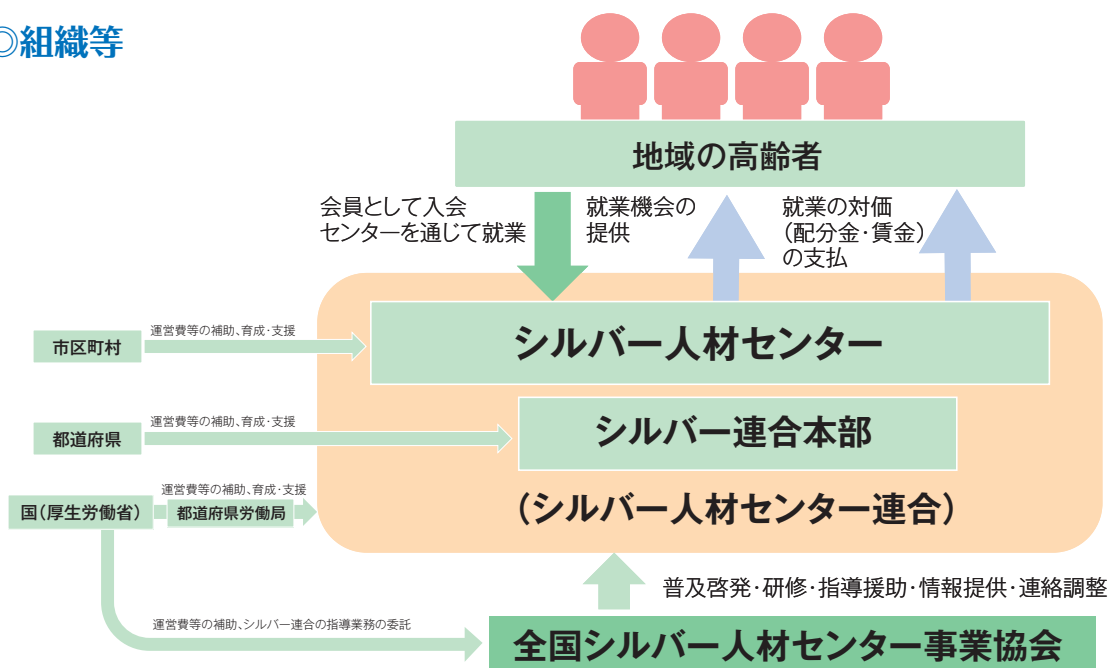 ◎組織等
地域の高齢者
会員として入会
センターを通じて就業
就業機会の
提供
就業の対価
（配分金・賃金）
の支払
市区町村
運営費等の補助、育成・支援
シルバー人材センター
都道府県
運営費等の補助、育成・支援
シルバー連合本部
国（厚生労働省）
運営費等の補助、育成・支援
都道府県労働局
（シルバー人材センター連合）
普及啓発・研修・指導援助・情報提供・連絡調整
運営費等の補助、シルバー連合の指導業務の委託
全国シルバー人材センター事業協会